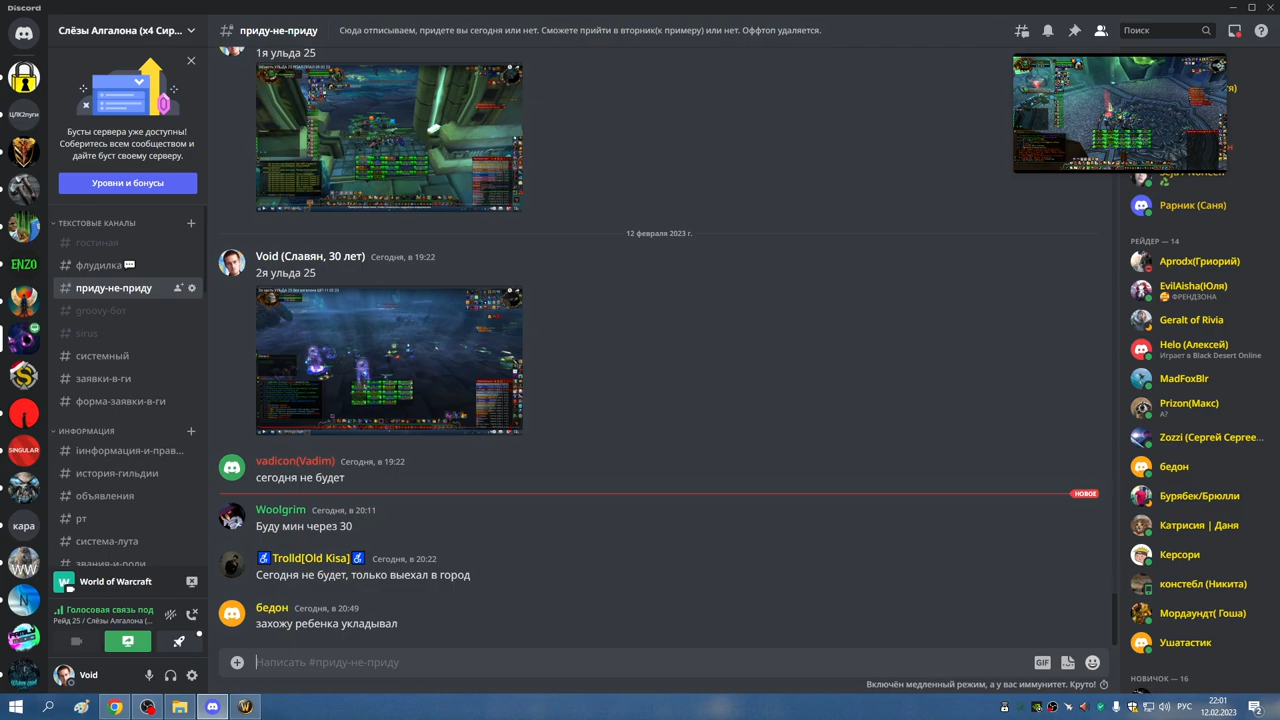 Discord
Слёзы Алгалона (x4 Сир...
приду-не-приду
Сюда отписываем, придете вы сегодня или нет. Сможете прийти в вторник(к примеру) или нет. Оффтоп удаляется.
Поиск
Бусты сервера уже доступны!
Соберитесь всем сообществом и
дайте буст своему серверу.
Уровни и бонусы
ТЕКСТОВЫЕ КАНАЛЫ
гостиная
флудилка
приду-не-приду
groovy-бот
sirus
системный
заявки-в-ги
форма-заявки-в-ги
ИНФОРМАЦИЯ
іинформация-и-прав...
история-гильдии
объявления
рт
система-лута
звания-и-роли
ЦЛК2пуги
ENZO
SINGULAR
кара
World of Warcraft
Голосовая связь под
Рейд 25 / Слёзы Алгалона (...
Void
1я ульда 25
12 февраля 2023 г.
Void (Славян, 30 лет) Сегодня, в 19:22
2я ульда 25
vadicon(Vadim) Сегодня, в 19:22
сегодня не будет
НОВОЕ
Woolgrim Сегодня, в 20:11
Буду мин через 30
Trolld[Old Kisa] Сегодня, в 20:22
Сегодня не будет, только выехал в город
бедон Сегодня, в 20:49
захожу ребенка укладывал
Написать #приду-не-приду
GIF
Включён медленный режим, а у вас иммунитет. Круто!
Рарник (Саня)
РЕЙДЕР — 14
Aprodx(Гриорий)
EvilAisha(Юля)
ФРЕНДЗОНА
Geralt of Rivia
Helo (Алексей)
Играет в Black Desert Online
MadFoxBlr
Prizon(Макс)
А?
Zozzi (Сергей Сергее...
бедон
Бурябек/Брюлли
Катрисия | Даня
Керсори
констебл (Никита)
Мордаундт( Гоша)
Ушатастик
НОВИЧОК — 16
РУС
22:01
12.02.2023
2